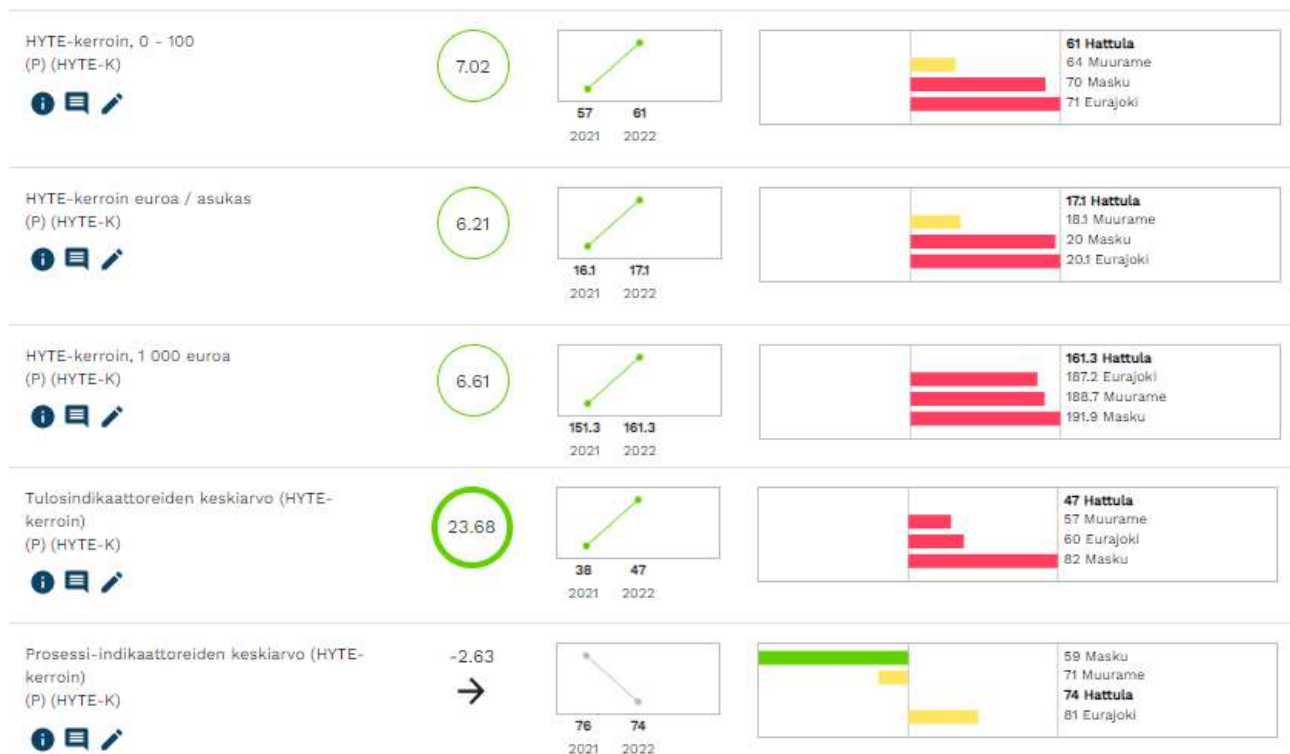 HYTE-kerroin, 0 - 100
(P) (HYTE-K)
7.02
57 61
2021 2022
61 Hattula
64 Muurame
70 Masku
71 Eurajoki
HYTE-kerroin euroa / asukas
(P) (HYTE-K)
6.21
16.1 17.1
2021 2022
17.1 Hattula
18.1 Muurame
20 Masku
20.1 Eurajoki
HYTE-kerroin, 1 000 euroa
(P) (HYTE-K)
6.61
151.3 161.3
2021 2022
161.3 Hattula
187.2 Eurajoki
188.7 Muurame
191.9 Masku
Tulosindikaattoreiden keskiarvo (HYTE-
kerroin)
(P) (HYTE-K)
23.68
38 47
2021 2022
47 Hattula
57 Muurame
60 Eurajoki
82 Masku
Prosessi-indikaattoreiden keskiarvo (HYTE-
kerroin)
(P) (HYTE-K)
-2.63
76 74
2021 2022
59 Masku
71 Muurame
74 Hattula
81 Eurajoki